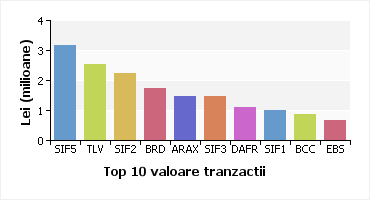 Lei (milioane)
4
3
2
1
0
SIF5 TLV SIF2 BRD ARAX SIF3 DAFR SIF1 BCC EBS
Top 10 valoare tranzactii